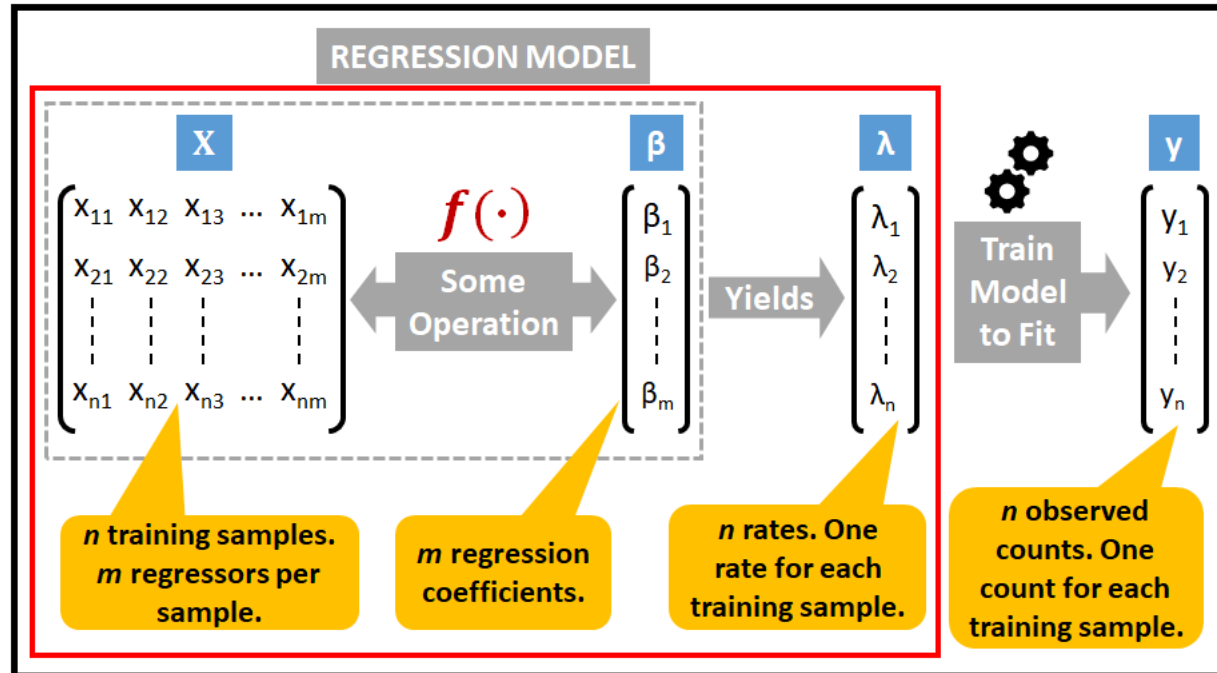 REGRESSION MODEL
X
β
λ
y
x₁₁ x₁₂ x₁₃ ... x₁ₘ
x₂₁ x₂₂ x₂₃ ... x₂ₘ
xₙ₁ xₙ₂ xₙ₃ ... xₙₘ
f(·)
Some
Operation
β₁
β₂
βₘ
Yields
λ₁
λ₂
λₙ
Train
Model
to Fit
y₁
y₂
yₙ
n training samples.
m regressors per
sample.
m regression
coefficients.
n rates. One
rate for each
training sample.
n observed
counts. One
count for each
training sample.